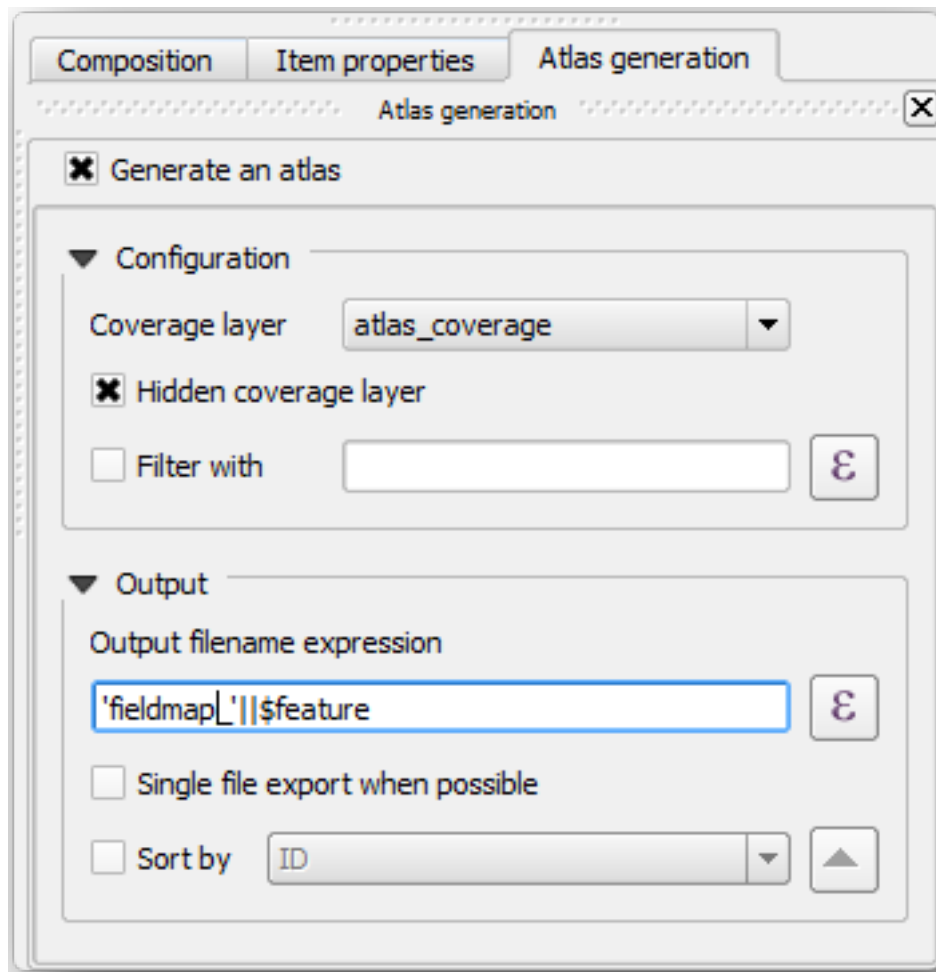 Composition Item properties Atlas generation
Atlas generation
Generate an atlas
Configuration
Coverage layer atlas_coverage
Hidden coverage layer
Filter with ε
Output
Output filename expression
'fieldmap_'||$feature ε
Single file export when possible
Sort by ID